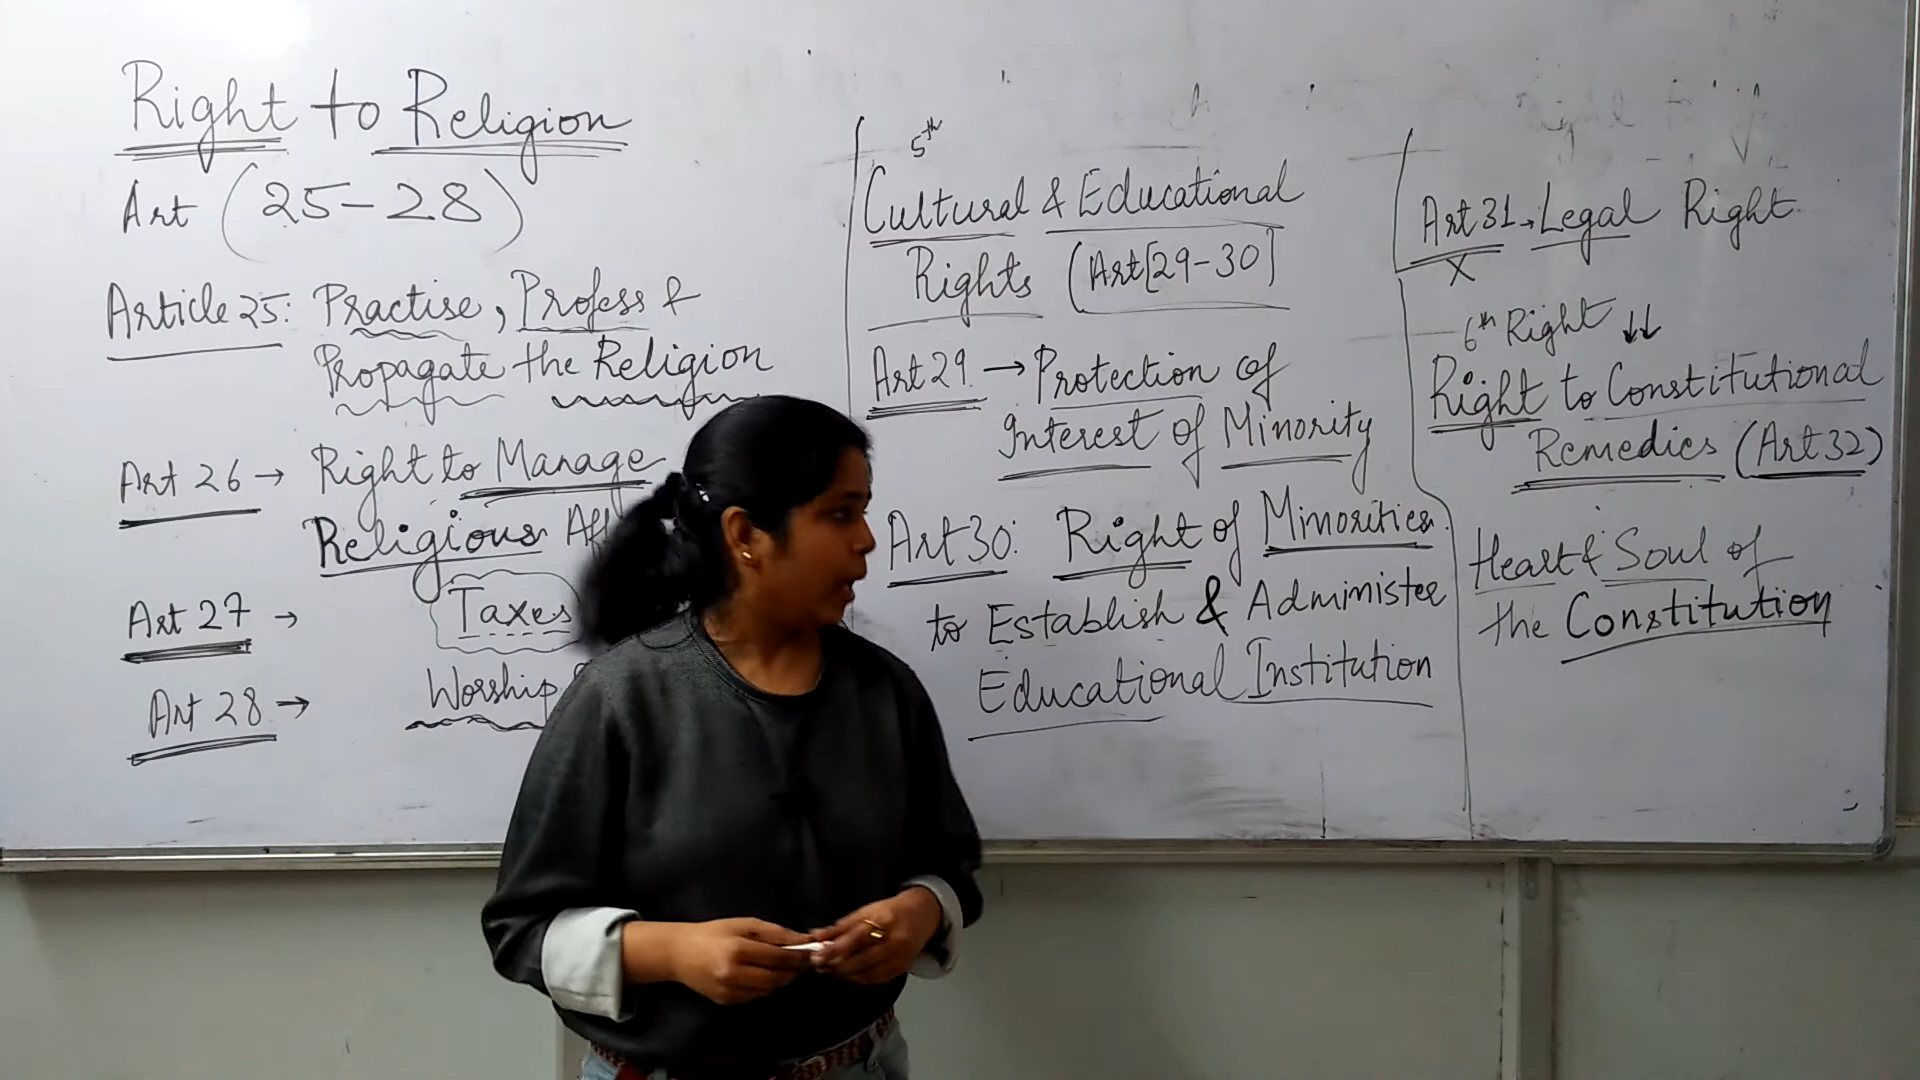 Right to Religion
Art (25-28)
Article 25: Practise, Profess &
Propagate the Religion
Art 26 → Right to Manage
Religious Aff
Art 27 → Taxes
Art 28 → Worship
5th
Cultural & Educational
Rights (Art[29-30]
Art 29 → Protection of
Interest of Minority
Art 30: Right of Minorities
to Establish & Administer
Educational Institution
Art 31 → Legal Right
X
6th Right ↓↓
Right to Constitutional
Remedies (Art 32)
Heart & Soul of
the Constitution